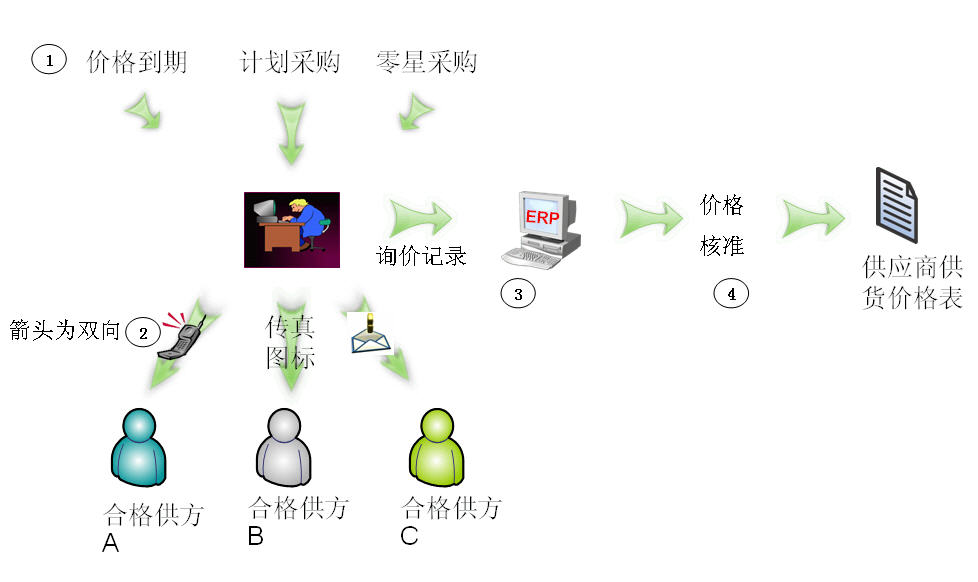 ① 价格到期 计划采购 零星采购
ERP
价格
核准
询价记录
③
④
供应商供
货价格表
箭头为双向 ②
传真
图标
合格供方
A
合格供方
B
合格供方
C